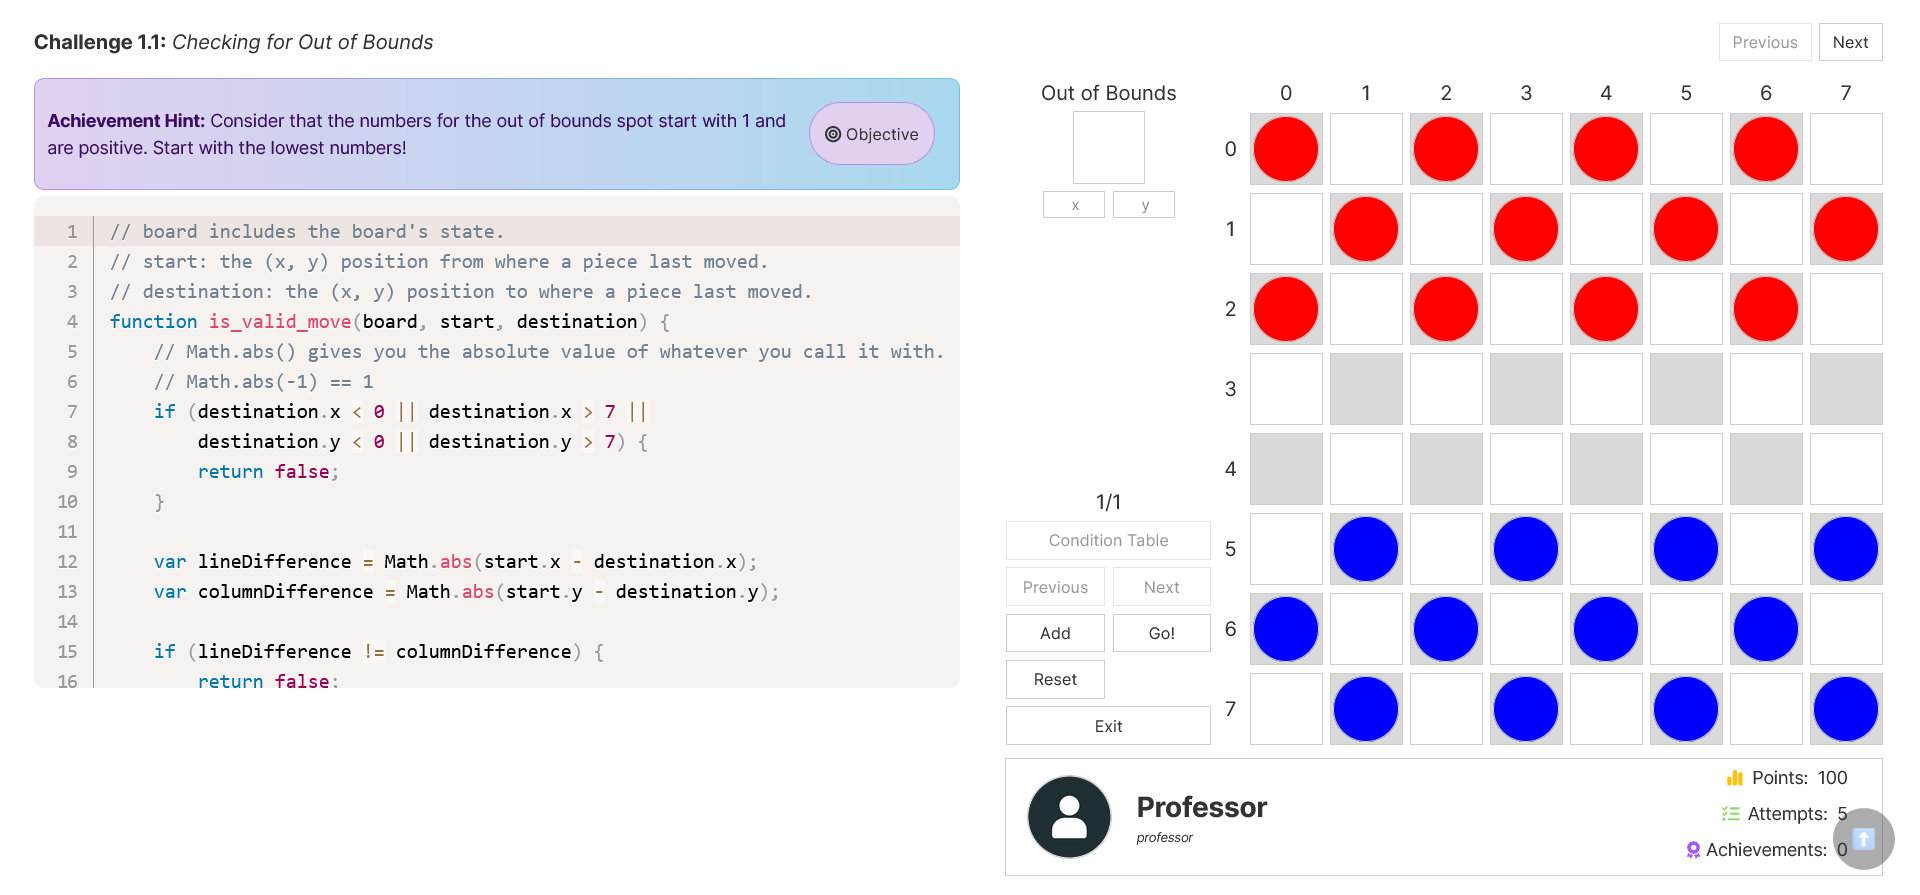 Challenge 1.1: Checking for Out of Bounds
Previous
Next
Achievement Hint: Consider that the numbers for the out of bounds spot start with 1 and
are positive. Start with the lowest numbers!
Objective
1 // board includes the board's state.
2 // start: the (x, y) position from where a piece last moved.
3 // destination: the (x, y) position to where a piece last moved.
4 function is_valid_move(board, start, destination) {
5 // Math.abs() gives you the absolute value of whatever you call it with.
6 // Math.abs(-1) == 1
7 if (destination.x < 0 || destination.x > 7 ||
8 destination.y < 0 || destination.y > 7) {
9 return false;
10 }
11
12 var lineDifference = Math.abs(start.x - destination.x);
13 var columnDifference = Math.abs(start.y - destination.y);
14
15 if (lineDifference != columnDifference) {
16 return false;
Out of Bounds
x y
1/1
Condition Table
Previous Next
Add Go!
Reset
Exit
0 1 2 3 4 5 6 7
0
1
2
3
4
5
6
7
Professor
professor
Points: 100
Attempts: 5
Achievements: 0